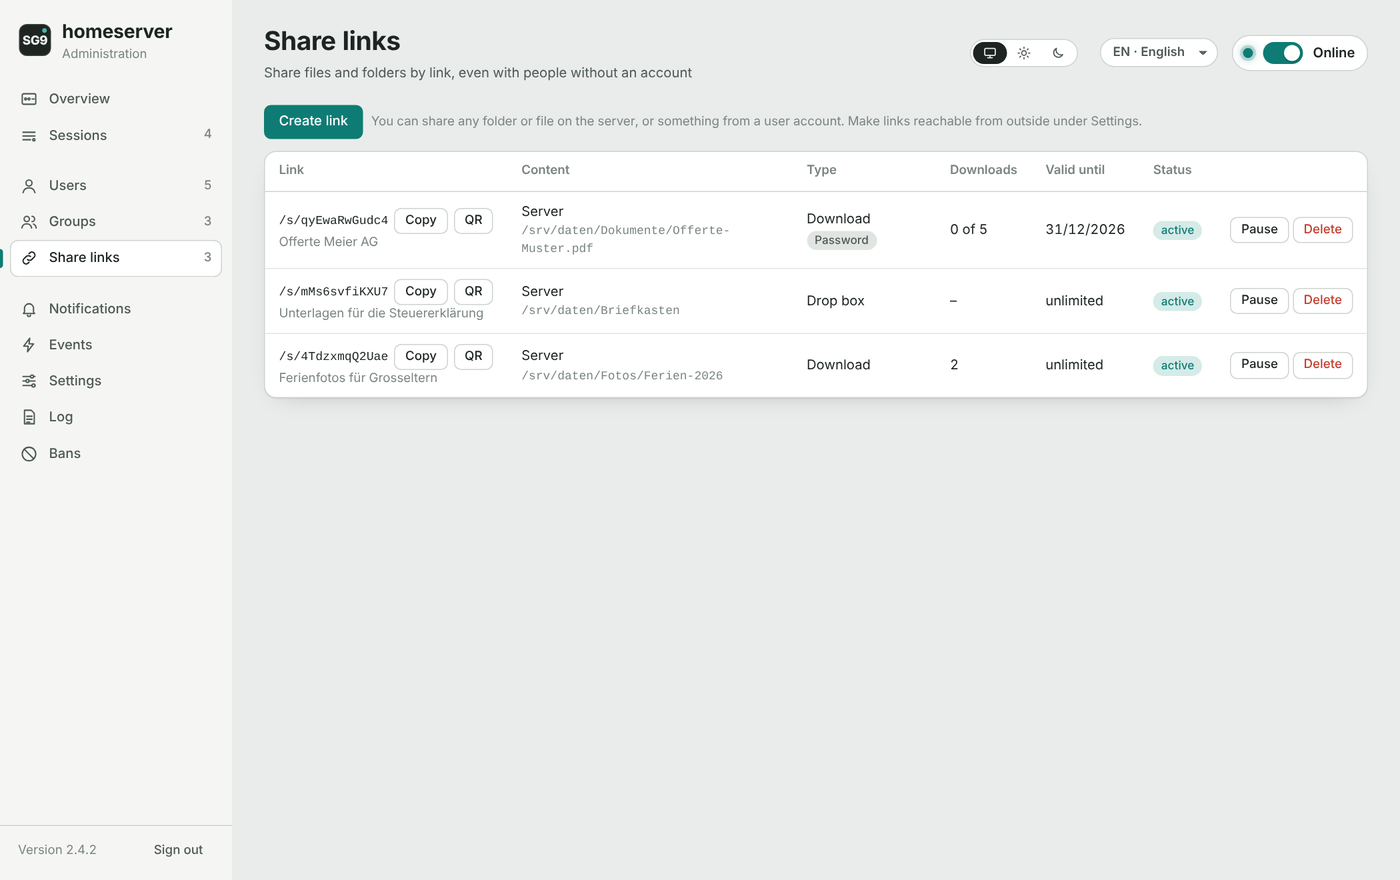 SG9
homeserver
Administration
Overview
Sessions 4
Users 5
Groups 3
Share links 3
Notifications
Events
Settings
Log
Bans
Version 2.4.2 Sign out
Share links
Share files and folders by link, even with people without an account
EN · English
Online
Create link
You can share any folder or file on the server, or something from a user account. Make links reachable from outside under Settings.
Link Content Type Downloads Valid until Status
/s/qyEwaRwGudc4 Copy QR
Offerte Meier AG
Server
/srv/daten/Dokumente/Offerte-
Muster.pdf
Download
Password
0 of 5
31/12/2026
active
Pause Delete
/s/mMs6svfiKXU7 Copy QR
Unterlagen für die Steuererklärung
Server
/srv/daten/Briefkasten
Drop box
–
unlimited
active
Pause Delete
/s/4TdzxmqQ2Uae Copy QR
Ferienfotos für Grosseltern
Server
/srv/daten/Fotos/Ferien-2026
Download
2
unlimited
active
Pause Delete